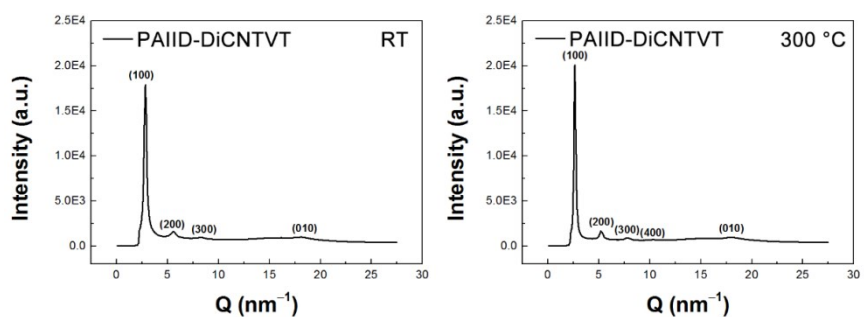 PAIID-DiCNTVT RT
(100)
(200)
(300)
(010)
2.5E4
2.0E4
1.5E4
1.0E4
5.0E3
0.0
0 5 10 15 20 25 30
Intensity (a.u.)
Q (nm⁻¹)
PAIID-DiCNTVT 300 °C
(100)
(200)
(300)
(400)
(010)
2.5E4
2.0E4
1.5E4
1.0E4
5.0E3
0.0
0 5 10 15 20 25 30
Intensity (a.u.)
Q (nm⁻¹)